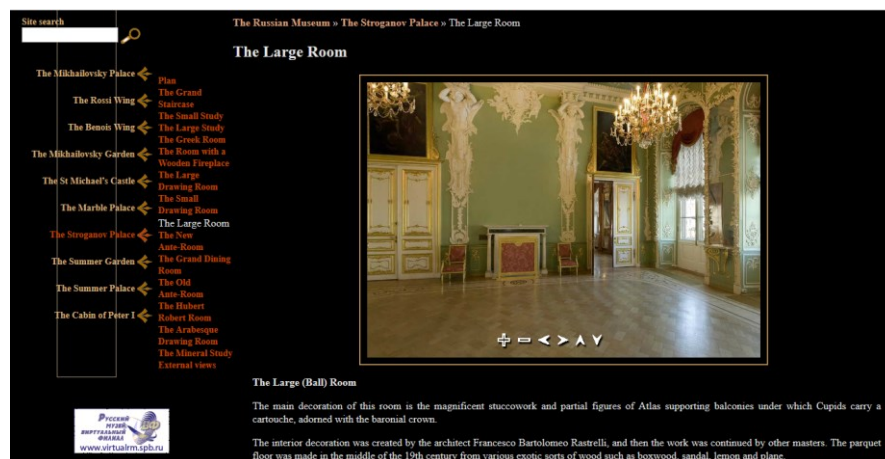 Site search
The Russian Museum » The Stroganov Palace » The Large Room
The Large Room
The Mikhailovsky Palace
The Rossi Wing
The Benois Wing
The Mikhailovsky Garden
The St Michael's Castle
The Marble Palace
The Stroganov Palace
The Summer Garden
The Summer Palace
The Cabin of Peter I
Plan
The Grand
Staircase
The Small Study
The Large Study
The Greek Room
The Room with a
Wooden Fireplace
The Large
Drawing Room
The Small
Drawing Room
The Large Room
The New
Ante-Room
The Grand Dining
Room
The Old
Ante-Room
The Hubert
Robert Room
The Arabesque
Drawing Room
The Mineral Study
External views
The Large (Ball) Room
The main decoration of this room is the magnificent stuccowork and partial figures of Atlas supporting balconies under which Cupids carry a
cartouche, adorned with the baronial crown.
The interior decoration was created by the architect Francesco Bartolomeo Rastrelli, and then the work was continued by other masters. The parquet
floor was made in the middle of the 19th century from various exotic sorts of wood such as boxwood, sandal, lemon and plane.
Русский
музей
виртуальный
филиал
www.virtualrm.spb.ru